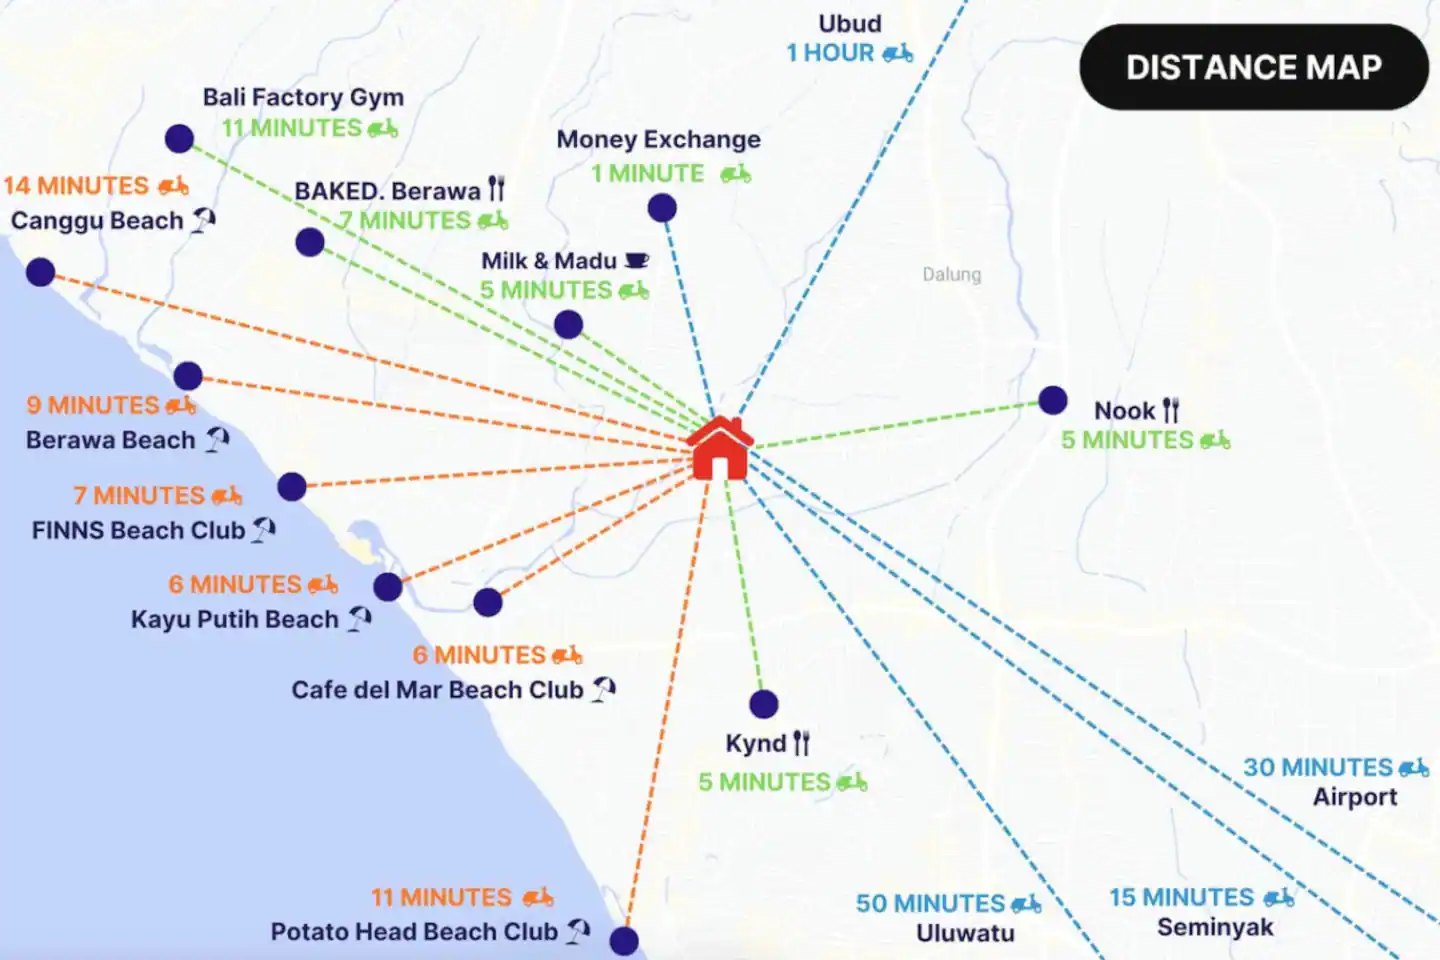 Ubud
1 HOUR
DISTANCE MAP
Bali Factory Gym
11 MINUTES
Money Exchange
1 MINUTE
14 MINUTES
Canggu Beach
BAKED. Berawa
7 MINUTES
Milk & Madu
5 MINUTES
Dalung
9 MINUTES
Berawa Beach
Nook
5 MINUTES
7 MINUTES
FINNS Beach Club
6 MINUTES
Kayu Putih Beach
6 MINUTES
Cafe del Mar Beach Club
Kynd
5 MINUTES
30 MINUTES
Airport
11 MINUTES
Potato Head Beach Club
50 MINUTES
Uluwatu
15 MINUTES
Seminyak